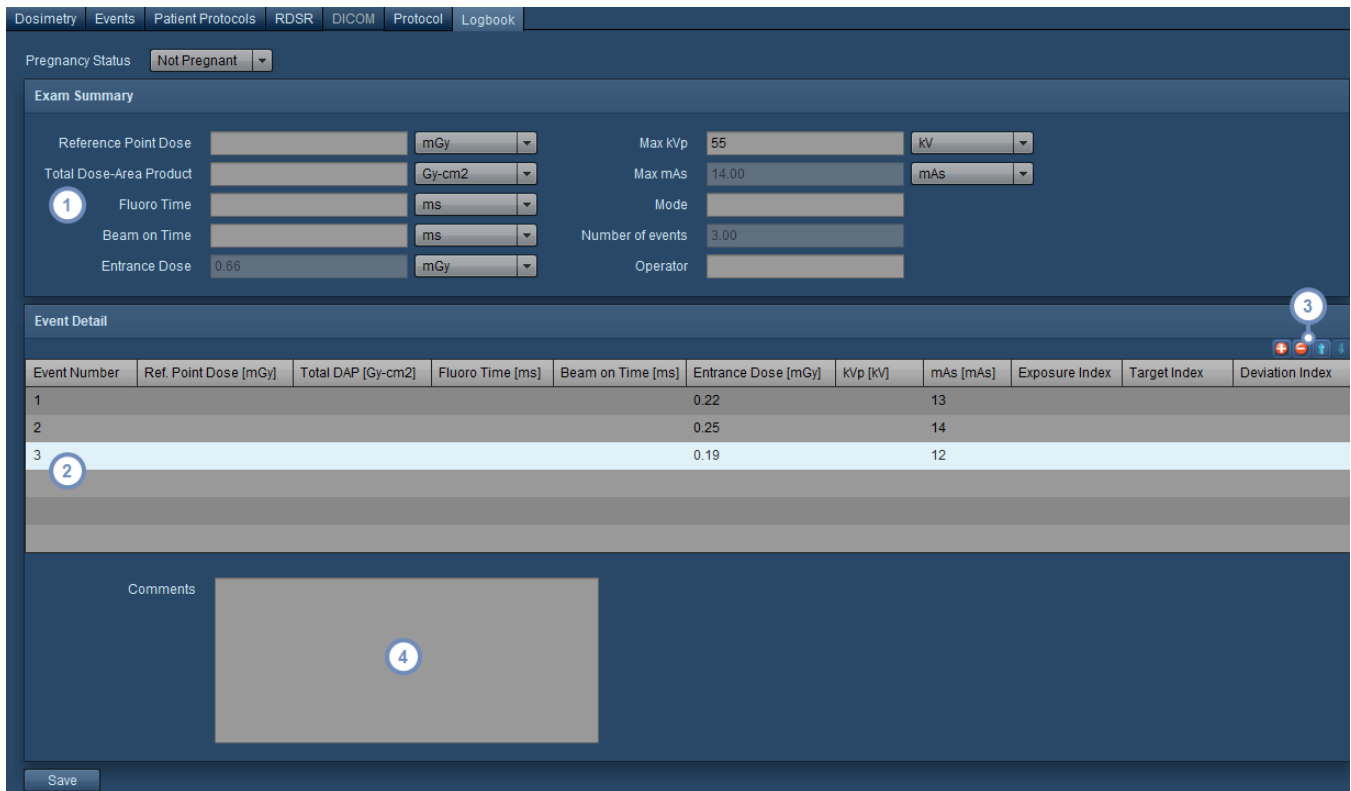 Dosimetry Events Patient Protocols RDSR DICOM Protocol Logbook
Pregnancy Status Not Pregnant
Exam Summary
Reference Point Dose mGy Max kVp 55 kV
Total Dose-Area Product Gy-cm2 Max mAs 14.00 mAs
1 Fluoro Time ms Mode
Beam on Time ms Number of events 3.00
Entrance Dose 0.66 mGy Operator
Event Detail
3
Event Number Ref. Point Dose [mGy] Total DAP [Gy-cm2] Fluoro Time [ms] Beam on Time [ms] Entrance Dose [mGy] kVp [kV] mAs [mAs] Exposure Index Target Index Deviation Index
1 0.22 13
2 0.25 14
3 0.19 12
2
Comments
4
Save